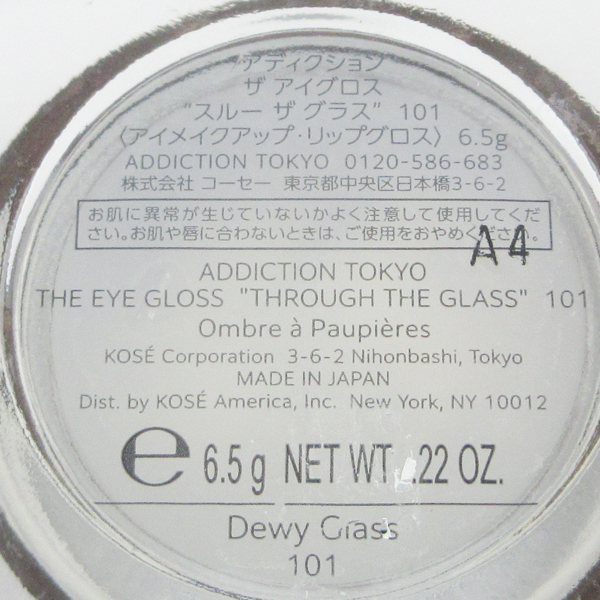 アディクション
ザ アイグロス
"スルー ザ グラス" 101
〈アイメイクアップ・リップグロス〉 6.5g
ADDICTION TOKYO 0120-586-683
株式会社 コーセー 東京都中央区日本橋3-6-2
お肌に異常が生じていないかよく注意して使用してくだ
さい。お肌や唇に合わないときは、ご使用をおやめください。
A4
ADDICTION TOKYO
THE EYE GLOSS "THROUGH THE GLASS" 101
Ombre à Paupières
KOSÉ Corporation 3-6-2 Nihonbashi, Tokyo
MADE IN JAPAN
Dist. by KOSÉ America, Inc. New York, NY 10012
e 6.5g NET WT .22 OZ.
Dewy Glass
101